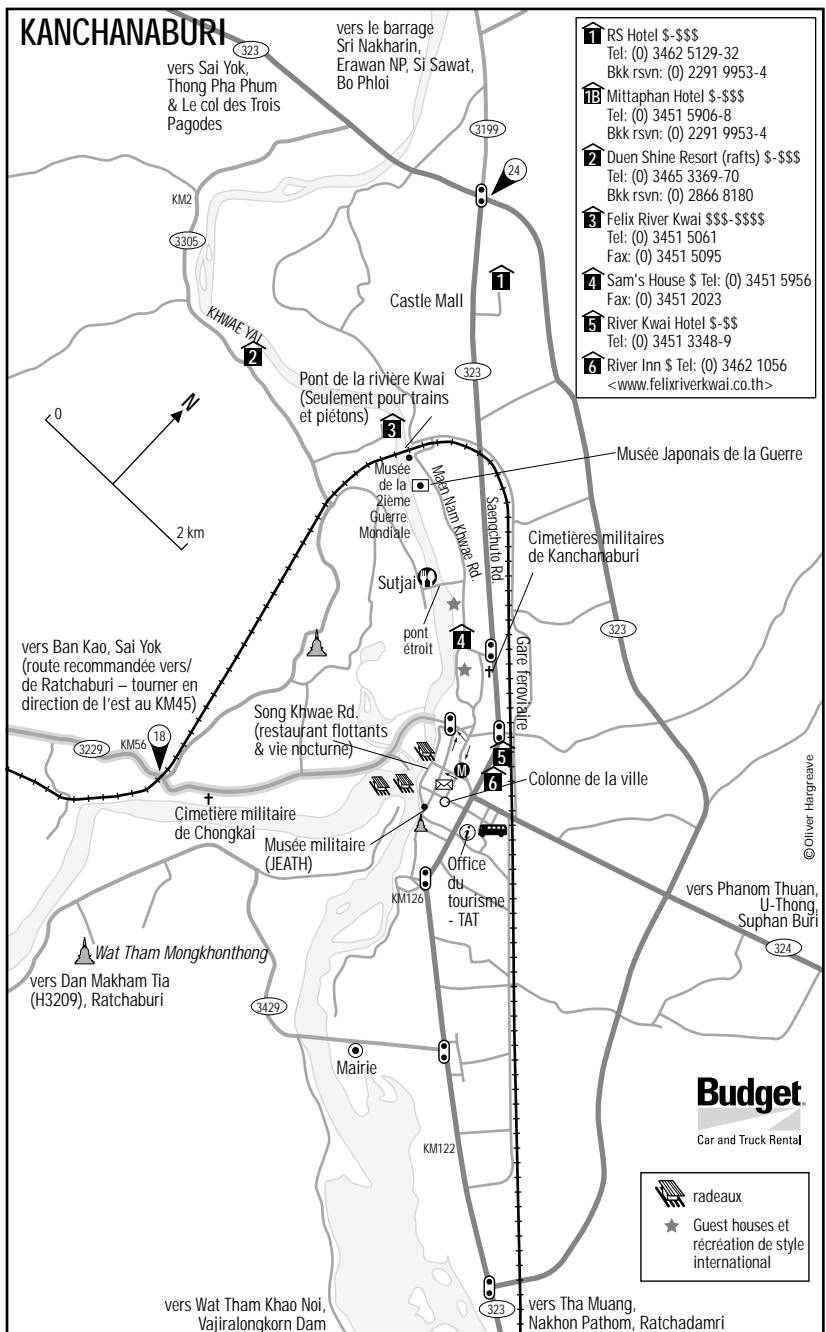 KANCHANABURI
323
vers Sai Yok,
Thong Pha Phum
& Le col des Trois
Pagodes
vers le barrage
Sri Nakharin,
Erawan NP, Si Sawat,
Bo Phloi
1 RS Hotel $-$$$
Tel: (0) 3462 5129-32
Bkk rsvn: (0) 2291 9953-4
1B Mittaphan Hotel $-$$$
Tel: (0) 3451 5906-8
Bkk rsvn: (0) 2291 9953-4
2 Duen Shine Resort (rafts) $-$$$
Tel: (0) 3465 3369-70
Bkk rsvn: (0) 2866 8180
3 Felix River Kwai $$$-$$$$
Tel: (0) 3451 5061
Fax: (0) 3451 5095
4 Sam's House $ Tel: (0) 3451 5956
Fax: (0) 3451 2023
5 River Kwai Hotel $-$$
Tel: (0) 3451 3348-9
6 River Inn $ Tel: (0) 3462 1056
<www.felixriverkwai.co.th>
3199
24
KM2
3305
1
Castle Mall
KHWAE YAI
2
323
Pont de la rivière Kwai
(Seulement pour trains
et piétons)
N
0
2 km
3
Musée
de la
2ième
Guerre
Mondiale
Musée Japonais de la Guerre
Maen Nam Khwae Rd.
Saengchuto Rd.
Cimetières militaires
de Kanchanaburi
Sutjai
pont
étroit
4
323
Gare feroviaire
vers Ban Kao, Sai Yok
(route recommandée vers/
de Ratchaburi – tourner en
direction de l'est au KM45)
Song Khwae Rd.
(restaurant flottants
& vie nocturne)
3229
KM56
18
5
M
6
Colonne de la ville
Cimetière militaire
de Chongkai
Musée militaire
(JEATH)
i
Office
du
tourisme
- TAT
KM126
©Oliver Hargreave
vers Phanom Thuan,
U-Thong,
Suphan Buri
324
Wat Tham Mongkhonthong
vers Dan Makham Tia
(H3209), Ratchaburi
3429
Mairie
KM122
Budget.
Car and Truck Rental
radeaux
Guest houses et
récréation de style
international
vers Wat Tham Khao Noi,
Vajiralongkorn Dam
323
vers Tha Muang,
Nakhon Pathom, Ratchadamri